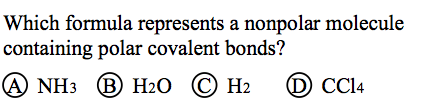 Which formula represents a nonpolar molecule
containing polar covalent bonds?
Ⓐ NH3 Ⓑ H2O Ⓒ H2 Ⓓ CCl4